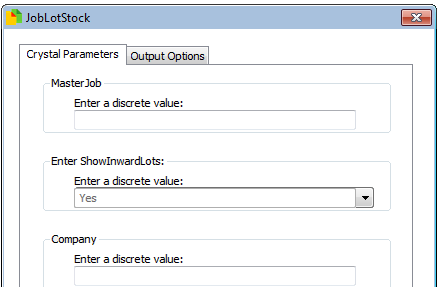 JobLotStock
Crystal Parameters
Output Options
MasterJob
Enter a discrete value:
Enter ShowInwardLots:
Enter a discrete value:
Yes
Company
Enter a discrete value: